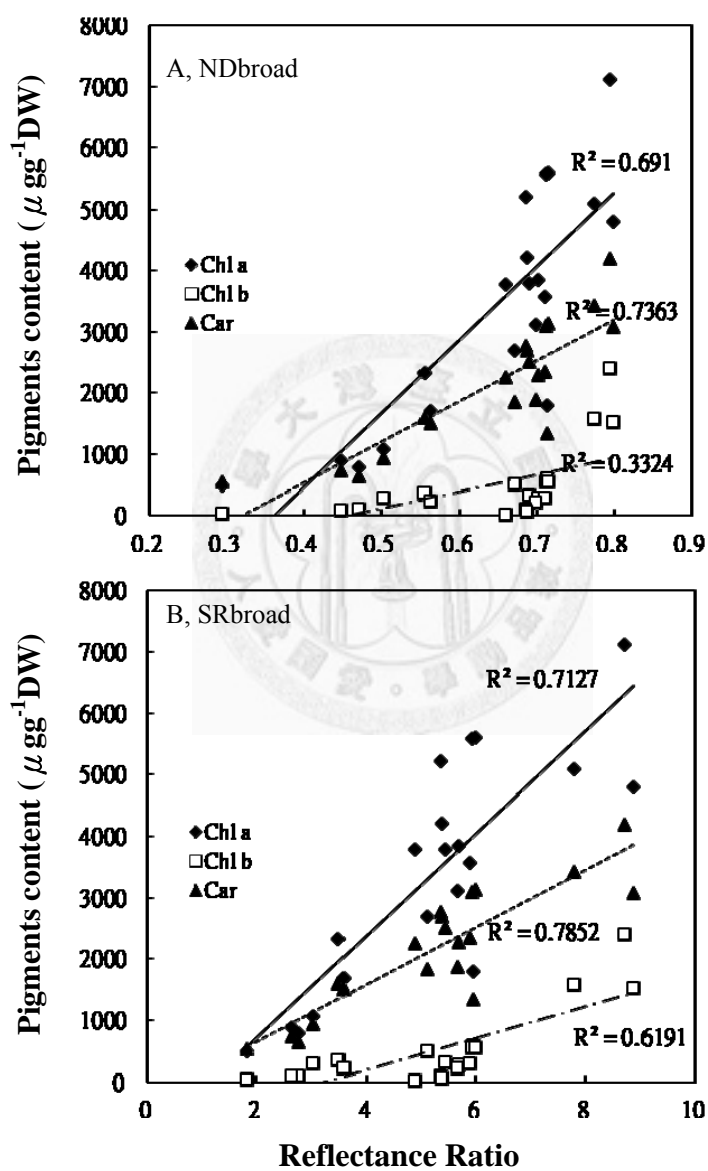 8000
A, NDbroad
7000
6000
R² = 0.691
5000
4000
Chl a
Chl b
Car
R² = 0.7363
3000
2000
1000
R² = 0.3324
0
0.2 0.3 0.4 0.5 0.6 0.7 0.8 0.9
Pigments content ( μ gg⁻¹DW)
8000
B, SRbroad
7000
R² = 0.7127
6000
5000
4000
Chl a
Chl b
Car
3000
R² = 0.7852
2000
1000
R² = 0.6191
0
0 2 4 6 8 10
Pigments content ( μ gg⁻¹DW)
Reflectance Ratio